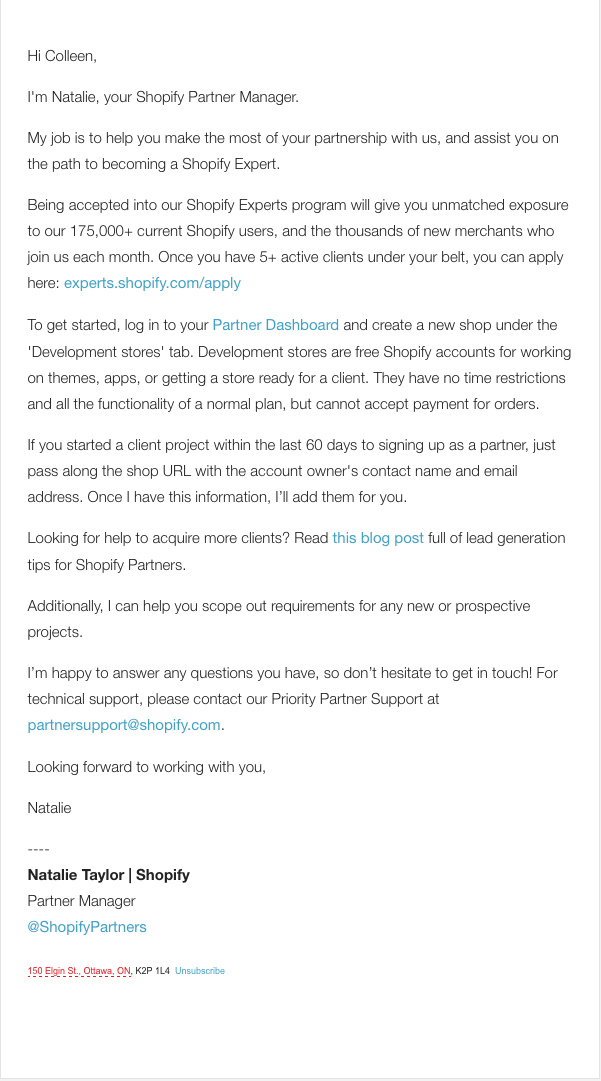 Hi Colleen,
I'm Natalie, your Shopify Partner Manager.
My job is to help you make the most of your partnership with us, and assist you on
the path to becoming a Shopify Expert.
Being accepted into our Shopify Experts program will give you unmatched exposure
to our 175,000+ current Shopify users, and the thousands of new merchants who
join us each month. Once you have 5+ active clients under your belt, you can apply
here: experts.shopify.com/apply
To get started, log in to your Partner Dashboard and create a new shop under the
'Development stores' tab. Development stores are free Shopify accounts for working
on themes, apps, or getting a store ready for a client. They have no time restrictions
and all the functionality of a normal plan, but cannot accept payment for orders.
If you started a client project within the last 60 days to signing up as a partner, just
pass along the shop URL with the account owner's contact name and email
address. Once I have this information, I’ll add them for you.
Looking for help to acquire more clients? Read this blog post full of lead generation
tips for Shopify Partners.
Additionally, I can help you scope out requirements for any new or prospective
projects.
I’m happy to answer any questions you have, so don’t hesitate to get in touch! For
technical support, please contact our Priority Partner Support at
partnersupport@shopify.com.
Looking forward to working with you,
Natalie
----
Natalie Taylor | Shopify
Partner Manager
@ShopifyPartners
150 Elgin St., Ottawa, ON, K2P 1L4 Unsubscribe